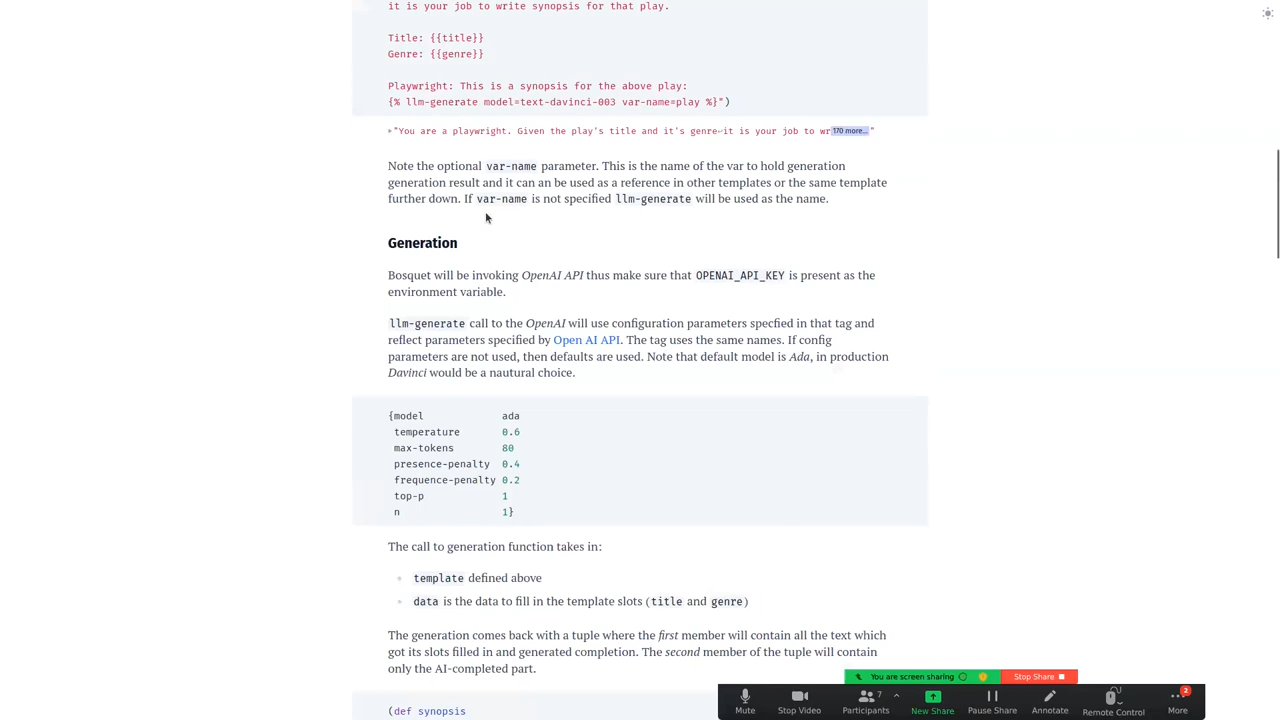 it is your job to write synopsis for that play.
Title: {{title}}
Genre: {{genre}}
Playwright: This is a synopsis for the above play:
{% llm-generate model=text-davinci-003 var-name=play %}")
"You are a playwright. Given the play's title and it's genre↩it is your job to wr170 more..."
Note the optional var-name parameter. This is the name of the var to hold generation
generation result and it can be used as a reference in other templates or the same template
further down. If var-name is not specified llm-generate will be used as the name.
Generation
Bosquet will be invoking OpenAI API thus make sure that OPENAI_API_KEY is present as the
environment variable.
llm-generate call to the OpenAI will use configuration parameters specfied in that tag and
reflect parameters specified by Open AI API. The tag uses the same names. If config
parameters are not used, then defaults are used. Note that default model is Ada, in production
Davinci would be a nautural choice.
{model ada
temperature 0.6
max-tokens 80
presence-penalty 0.4
frequence-penalty 0.2
top-p 1
n 1}
The call to generation function takes in:
template defined above
data is the data to fill in the template slots (title and genre)
The generation comes back with a tuple where the first member will contain all the text which
got its slots filled in and generated completion. The second member of the tuple will contain
only the AI-completed part.
(def synopsis
You are screen sharing Stop Share
7 2
Mute Stop Video Participants New Share Pause Share Annotate Remote Control More